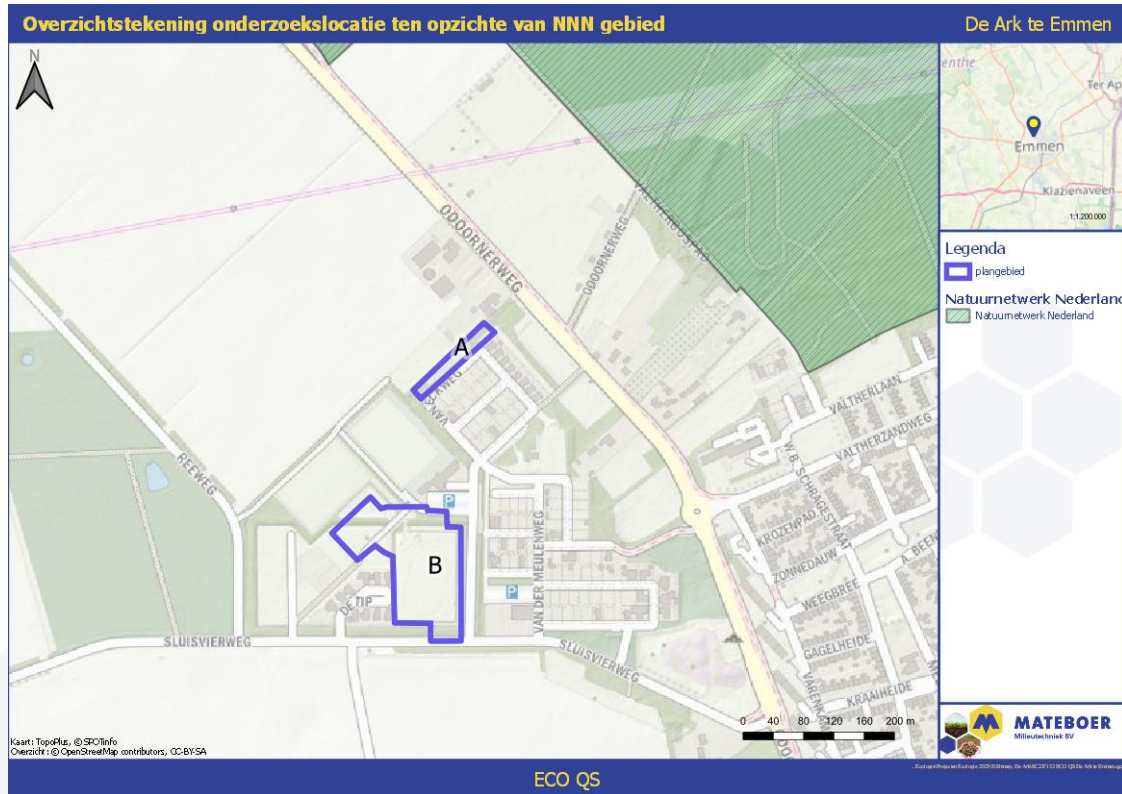 Overzichtstekening onderzoekslocatie ten opzichte van NNN gebied
De Ark te Emmen
N
enthe
Ter Ap
Emmen
Klazienaveen
1:1.200.000
Legenda
plangebied
Natuurnetwerk Nederland
Natuurnetwerk Nederland
ODOORNERWEG
ODOORNERWEG
VALTHERBOSPAD
A
REEWEG
P
B
DE TIP
VAN DER MEULENWEG
P
SLUISVIERWEG
SLUISVIERWEG
VALTHERLAAN
VALTHERZANDWEG
W.B. SCHRAGESTRAAT
KROZENPAD
ZONNEDAUW
A. BEEN
WEEGBREE
GAGELHEIDE
KRAAIHEIDE
0 40 80 120 160 200 m
Kaart: TopoPlus, © SPOTinfo
Overzicht: © OpenStreetMap contributors, CC-BY-SA
M MATEBOER
Milieutechniek BV
ECO QS